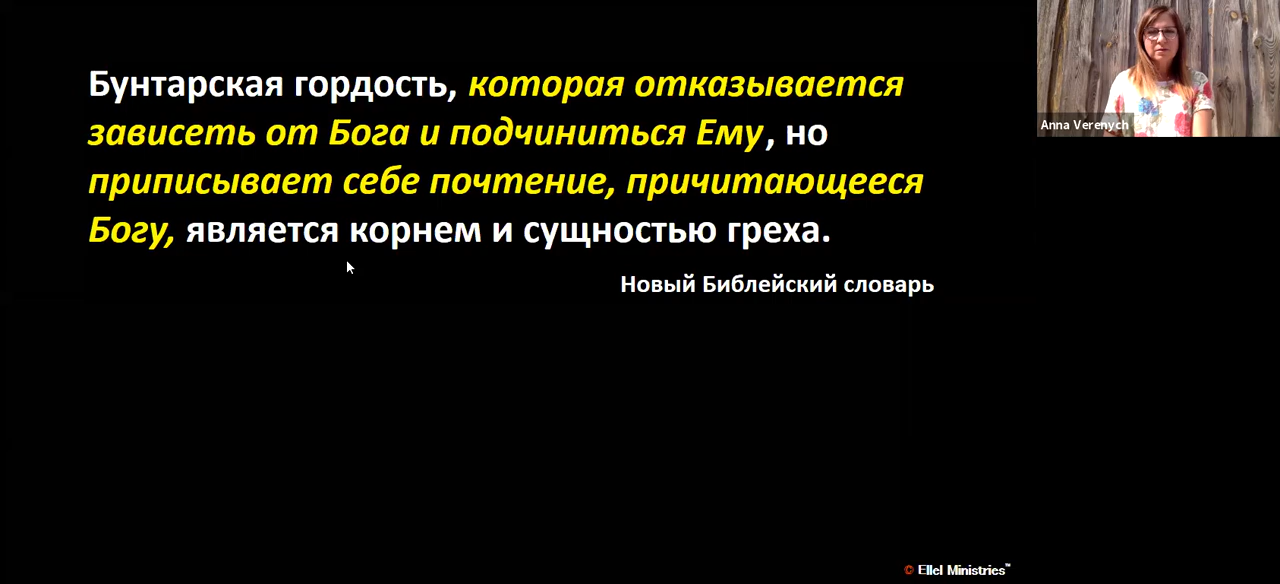 Бунтарская гордость, которая отказывается
зависеть от Бога и подчиниться Ему, но
приписывает себе почтение, причитающееся
Богу, является корнем и сущностью греха.
Новый Библейский словарь
Anna Verenych
© Ellel Ministries™